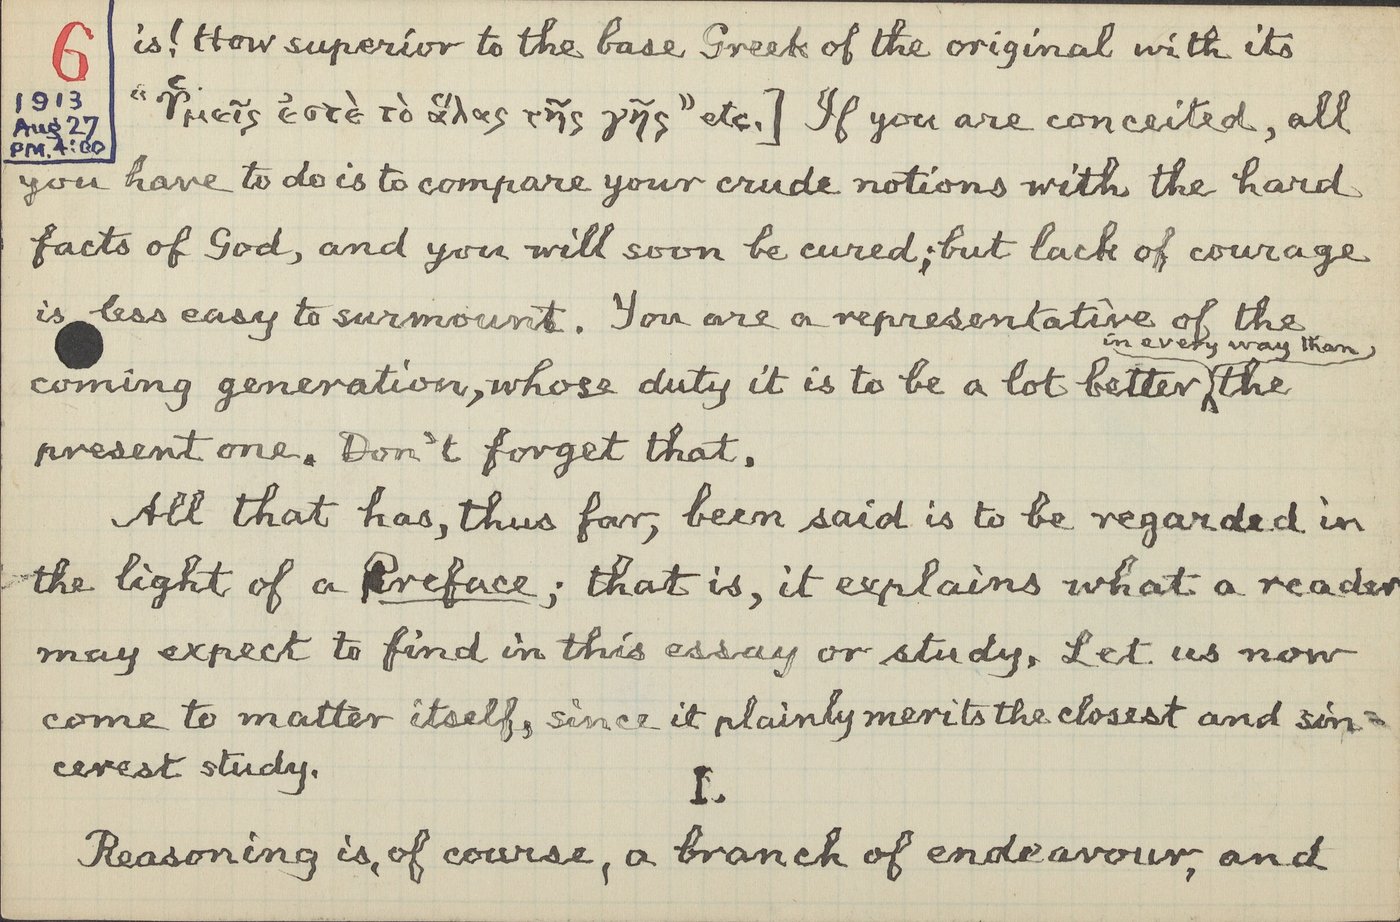 6
1913
Aug 27
PM. 4:00
is! How superior to the base Greek of the original with its
“Ὑμεῖς ἐστὲ τὸ ἅλας τῆς γῆς” etc.] If you are conceited, all
you have to do is to compare your crude notions with the hard
facts of God, and you will soon be cured; but lack of courage
is less easy to surmount. You are a representative of the
in every way than
coming generation, whose duty it is to be a lot better the
present one. Don't forget that.
All that has, thus far, been said is to be regarded in
the light of a Preface; that is, it explains what a reader
may expect to find in this essay or study. Let us now
come to matter itself, since it plainly merits the closest and sin=
cerest study.
I.
Reasoning is, of course, a branch of endeavour, and